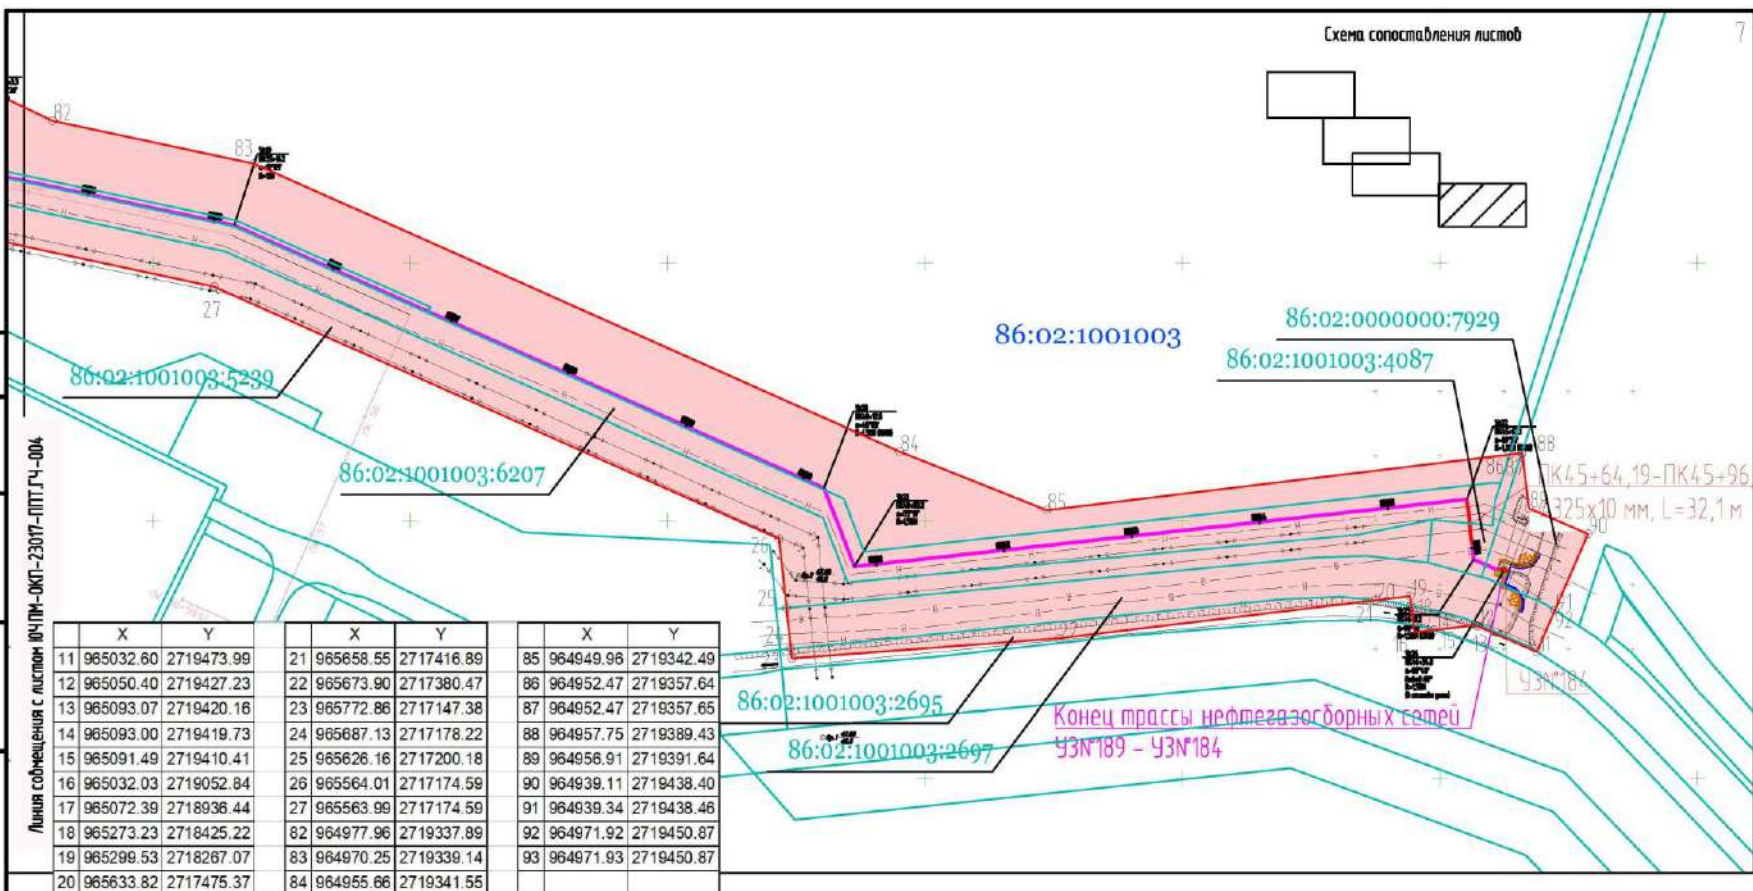 Схема сопоставления листов
7
82
83
27
86:02:1001003
86:02:0000000:7929
86:02:1001003:4087
86:02:1001003:5239
86:02:1001003:6207
84
85
88
ПК45+64,19-ПК45+96,
325х10 мм, L=32,1 м
90
26
25
24
22
21
20
19
16
13
11
92
УЗ№184
86:02:1001003:2695
86:02:1001003:2697
Конец трассы нефтегазосборных сетей
УЗ№189 - УЗ№184
Линия совмещения с листом ЮЧПМ-ОКП-23017-ППТ.ГЧ-004
X Y X Y X Y
11 965032.60 2719473.99 21 965658.55 2717416.89 85 964949.96 2719342.49
12 965050.40 2719427.23 22 965673.90 2717380.47 86 964952.47 2719357.64
13 965093.07 2719420.16 23 965772.86 2717147.38 87 964952.47 2719357.65
14 965093.00 2719419.73 24 965687.13 2717178.22 88 964957.75 2719389.43
15 965091.49 2719410.41 25 965626.16 2717200.18 89 964956.91 2719391.64
16 965032.03 2719052.84 26 965564.01 2717174.59 90 964939.11 2719438.40
17 965072.39 2718936.44 27 965563.99 2717174.59 91 964939.34 2719438.46
18 965273.23 2718425.22 82 964977.96 2719337.89 92 964971.92 2719450.87
19 965299.53 2718267.07 83 964970.25 2719339.14 93 964971.93 2719450.87
20 965633.82 2717475.37 84 964955.66 2719341.55